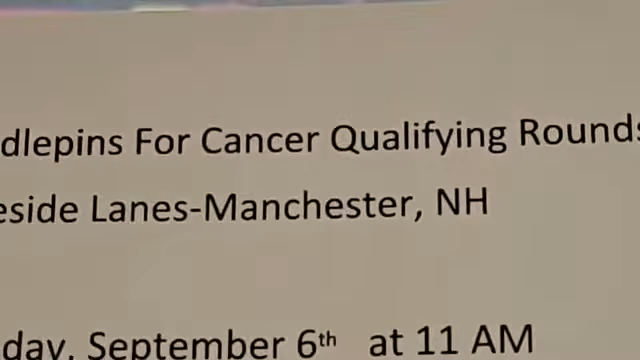 dlepins For Cancer Qualifying Rounds
eside Lanes-Manchester, NH
day, September 6th at 11 AM